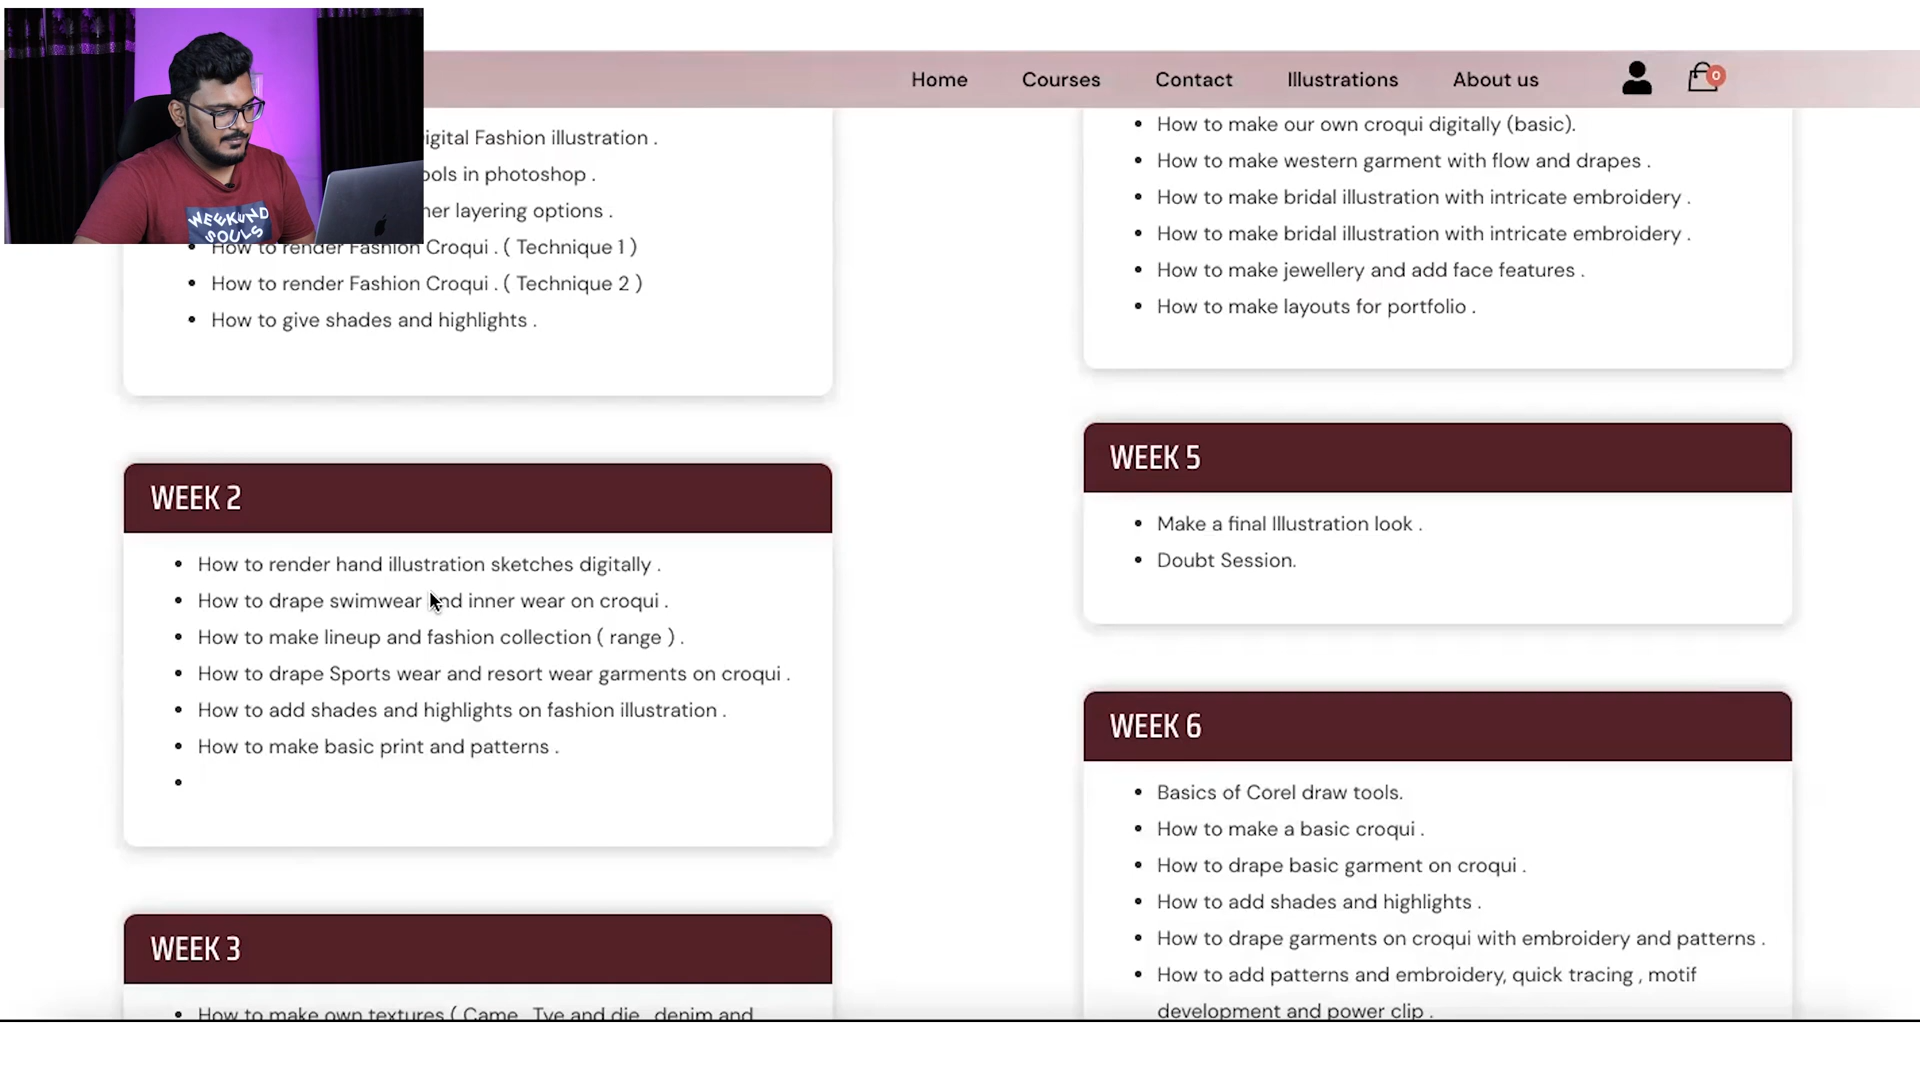 Home Courses Contact Illustrations About us 0
WEEKEND
SOULS
igital Fashion illustration .
ools in photoshop .
her layering options .
How to render Fashion Croqui . ( Technique 1 )
How to render Fashion Croqui . ( Technique 2 )
How to give shades and highlights .
WEEK 2
How to render hand illustration sketches digitally .
How to drape swimwear and inner wear on croqui .
How to make lineup and fashion collection ( range ) .
How to drape Sports wear and resort wear garments on croqui .
How to add shades and highlights on fashion illustration .
How to make basic print and patterns .
WEEK 3
How to make own textures ( Came , Tye and die , denim and
How to make our own croqui digitally (basic).
How to make western garment with flow and drapes .
How to make bridal illustration with intricate embroidery .
How to make bridal illustration with intricate embroidery .
How to make jewellery and add face features .
How to make layouts for portfolio .
WEEK 5
Make a final Illustration look .
Doubt Session.
WEEK 6
Basics of Corel draw tools.
How to make a basic croqui .
How to drape basic garment on croqui .
How to add shades and highlights .
How to drape garments on croqui with embroidery and patterns .
How to add patterns and embroidery, quick tracing , motif
development and power clip .